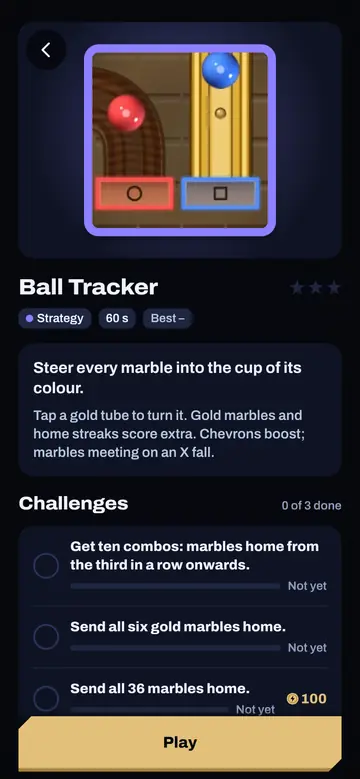 Ball Tracker
Strategy
60 s
Best –
Steer every marble into the cup of its
colour.
Tap a gold tube to turn it. Gold marbles and
home streaks score extra. Chevrons boost;
marbles meeting on an X fall.
Challenges
0 of 3 done
Get ten combos: marbles home from
the third in a row onwards.
Not yet
Send all six gold marbles home.
Not yet
Send all 36 marbles home.
Not yet
100
Play